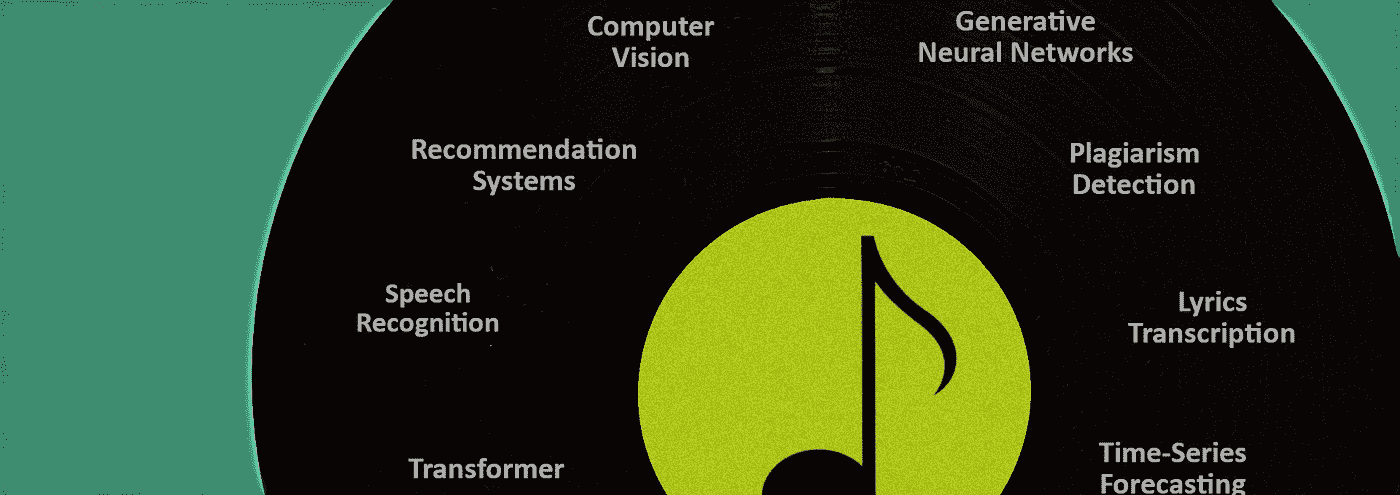 Computer
Vision
Generative
Neural Networks
Recommendation
Systems
Plagiarism
Detection
Speech
Recognition
Lyrics
Transcription
Transformer
Time-Series
Forecasting